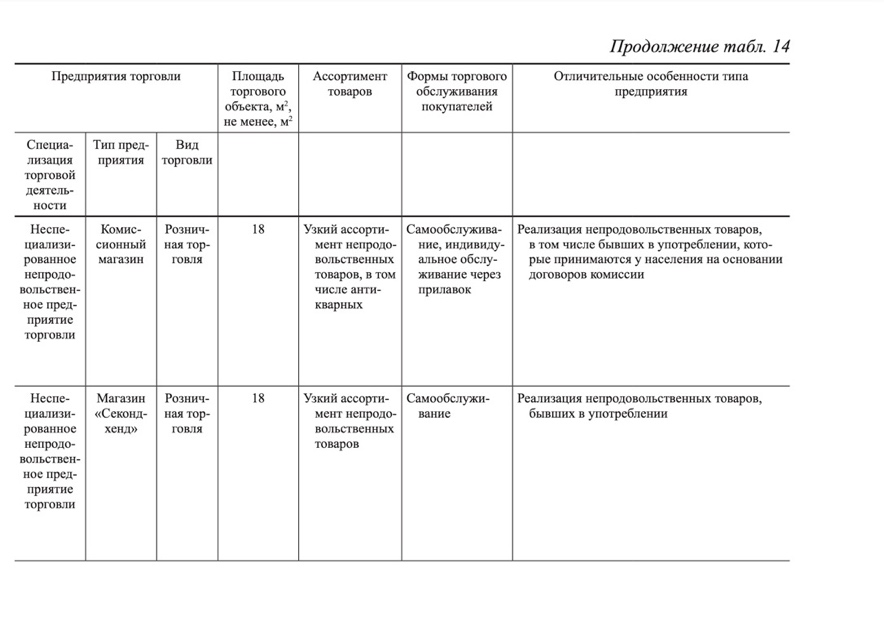 Продолжение табл. 14
Предприятия торговли
Площадь
торгового
объекта, м²,
не менее, м²
Ассортимент
товаров
Формы торгового
обслуживания
покупателей
Отличительные особенности типа
предприятия
Специа-
лизация
торговой
деятель-
ности
Тип пред-
приятия
Вид
торговли
Неспе-
циализи-
рованное
непродо-
вольствен-
ное пред-
приятие
торговли
Комис-
сионный
магазин
Рознич-
ная тор-
говля
18
Узкий ассорти-
мент непродо-
вольственных
товаров, в том
числе анти-
кварных
Самообслужива-
ние, индивиду-
альное обслу-
живание через
прилавок
Реализация непродовольственных товаров,
в том числе бывших в употреблении, кото-
рые принимаются у населения на основании
договоров комиссии
Неспе-
циализи-
рованное
непродо-
вольствен-
ное пред-
приятие
торговли
Магазин
«Секонд-
хенд»
Рознич-
ная тор-
говля
18
Узкий ассорти-
мент непродо-
вольственных
товаров
Самообслужи-
вание
Реализация непродовольственных товаров,
бывших в употреблении